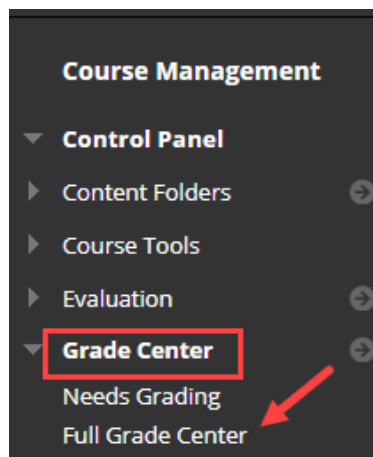 Course Management
Control Panel
Content Folders
Course Tools
Evaluation
Grade Center
Needs Grading
Full Grade Center